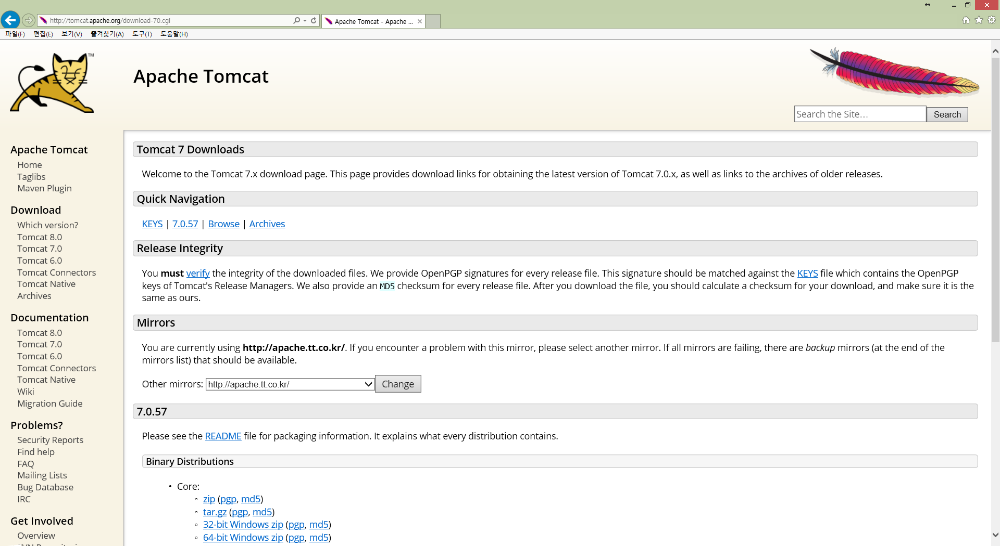 http://tomcat.apache.org/download-70.cgi
Apache Tomcat - Apache ...
파일(F) 편집(E) 보기(V) 즐겨찾기(A) 도구(T) 도움말(H)
TM
Apache Tomcat
Search the Site...
Search
Apache Tomcat
Home
Taglibs
Maven Plugin
Download
Which version?
Tomcat 8.0
Tomcat 7.0
Tomcat 6.0
Tomcat Connectors
Tomcat Native
Archives
Documentation
Tomcat 8.0
Tomcat 7.0
Tomcat 6.0
Tomcat Connectors
Tomcat Native
Wiki
Migration Guide
Problems?
Security Reports
Find help
FAQ
Mailing Lists
Bug Database
IRC
Get Involved
Overview
Tomcat 7 Downloads
Welcome to the Tomcat 7.x download page. This page provides download links for obtaining the latest version of Tomcat 7.0.x, as well as links to the archives of older releases.
Quick Navigation
KEYS | 7.0.57 | Browse | Archives
Release Integrity
You must verify the integrity of the downloaded files. We provide OpenPGP signatures for every release file. This signature should be matched against the KEYS file which contains the OpenPGP
keys of Tomcat's Release Managers. We also provide an MD5 checksum for every release file. After you download the file, you should calculate a checksum for your download, and make sure it is the
same as ours.
Mirrors
You are currently using http://apache.tt.co.kr/. If you encounter a problem with this mirror, please select another mirror. If all mirrors are failing, there are backup mirrors (at the end of the
mirrors list) that should be available.
Other mirrors: http://apache.tt.co.kr/ Change
7.0.57
Please see the README file for packaging information. It explains what every distribution contains.
Binary Distributions
• Core:
◦ zip (pgp, md5)
◦ tar.gz (pgp, md5)
◦ 32-bit Windows zip (pgp, md5)
◦ 64-bit Windows zip (pgp, md5)